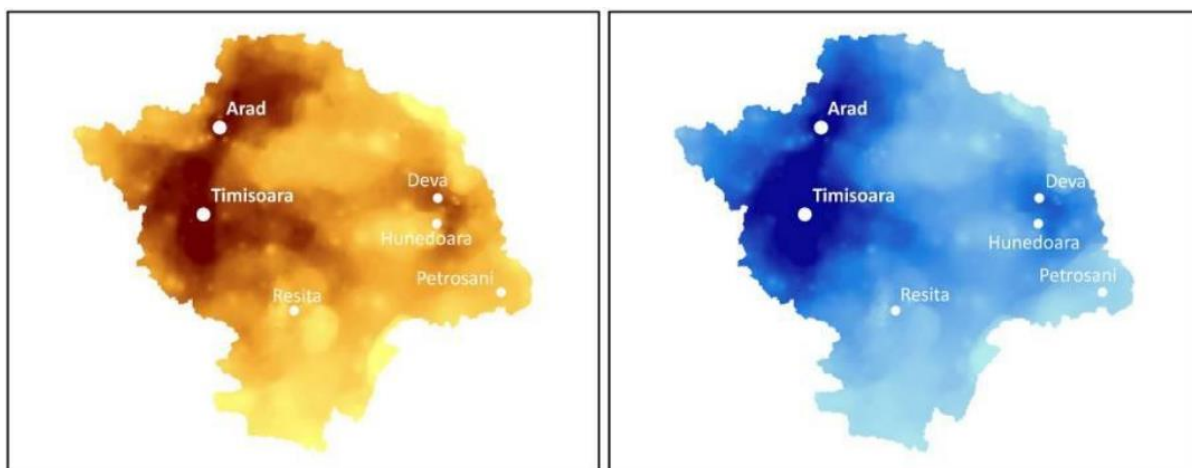 Arad
Timisoara
Deva
Hunedoara
Petrosani
Resita
Arad
Timisoara
Deva
Hunedoara
Petrosani
Resita